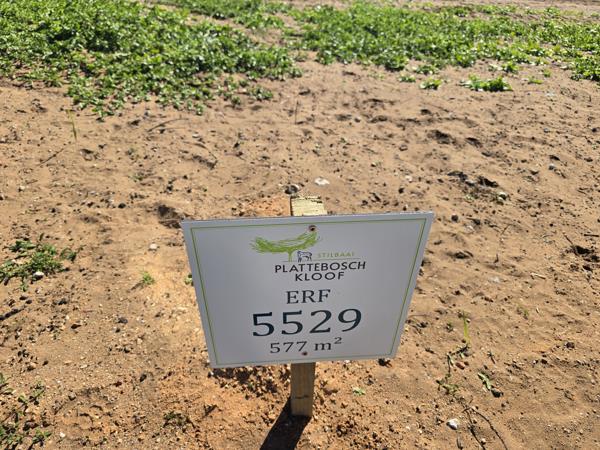 STILBAAI
PLATTEBOSCH
KLOOF
ERF
5529
577 m²